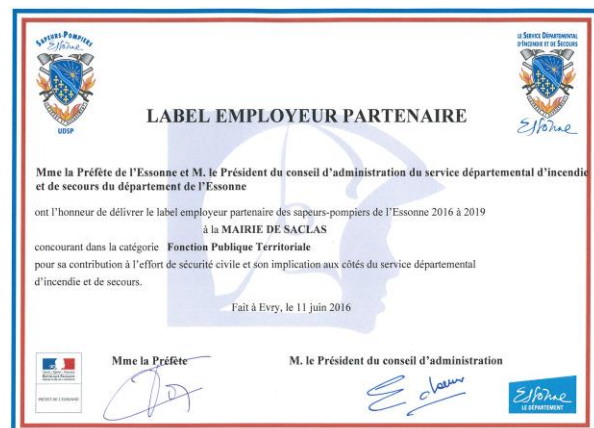 SAPEURS-POMPIERS
Essonne
UDSP
LE SERVICE DÉPARTEMENTAL
D'INCENDIE ET DE SECOURS
Essonne
LABEL EMPLOYEUR PARTENAIRE
Mme la Préfète de l'Essonne et M. le Président du conseil d'administration du service départemental d'incendie
et de secours du département de l'Essonne
ont l'honneur de délivrer le label employeur partenaire des sapeurs-pompiers de l'Essonne 2016 à 2019
à la MAIRIE DE SACLAS
concourant dans la catégorie Fonction Publique Territoriale
pour sa contribution à l'effort de sécurité civile et son implication aux côtés du service départemental
d'incendie et de secours.
Fait à Evry, le 11 juin 2016
Mme la Préfète
M. le Président du conseil d'administration
PRÉFET DE L'ESSONNE
Essonne
LE DÉPARTEMENT